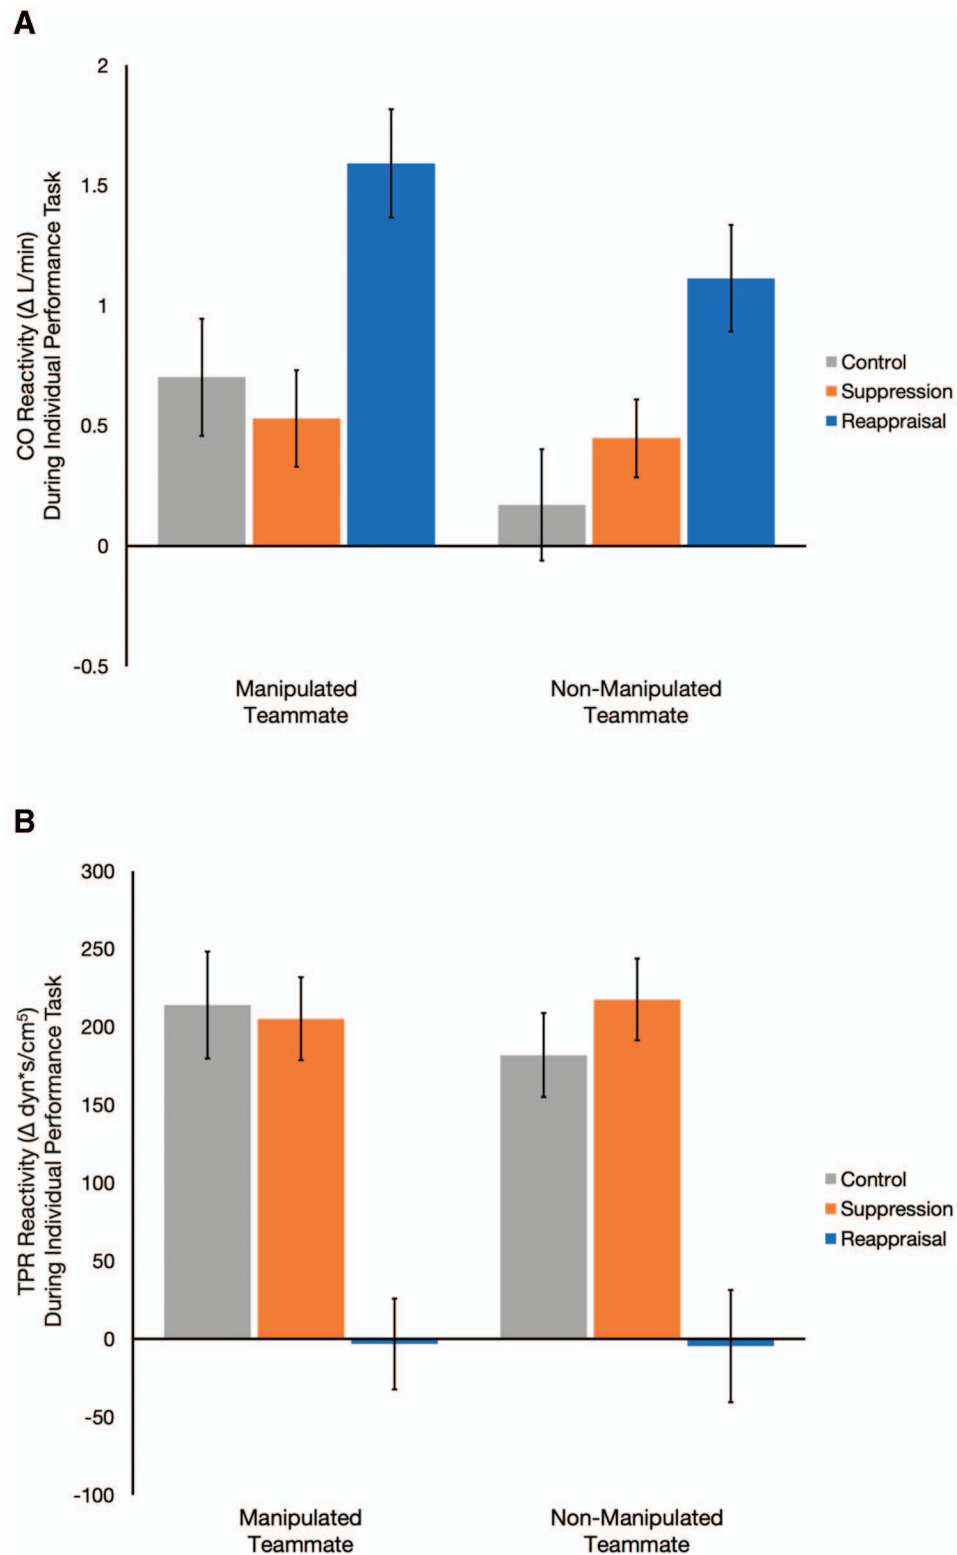 A
2
1.5
1
0.5
0
-0.5
CO Reactivity (Δ L/min)
During Individual Performance Task
Control
Suppression
Reappraisal
Manipulated
Teammate
Non-Manipulated
Teammate
B
300
250
200
150
100
50
0
-50
-100
TPR Reactivity (Δ dyn*s/cm⁵)
During Individual Performance Task
Control
Suppression
Reappraisal
Manipulated
Teammate
Non-Manipulated
Teammate